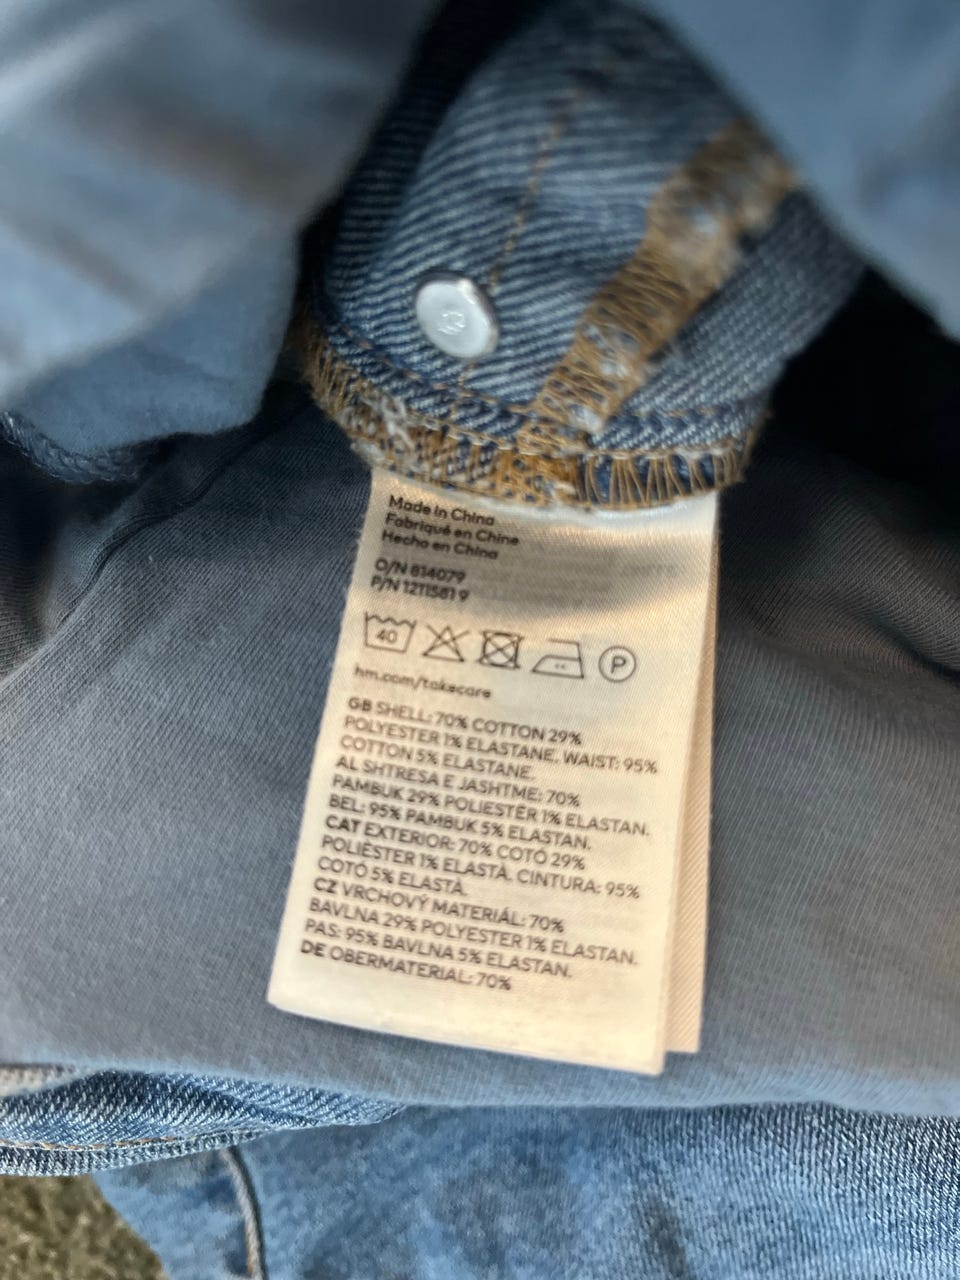 Made in China
Fabriqué en Chine
Hecho en China
O/N 814079
P/N 12115819
40
P
hm.com/takecare
GB SHELL: 70% COTTON 29%
POLYESTER 1% ELASTANE. WAIST: 95%
COTTON 5% ELASTANE.
AL SHTRESA E JASHTME: 70%
PAMBUK 29% POLIESTËR 1% ELASTAN.
BEL: 95% PAMBUK 5% ELASTAN.
CAT EXTERIOR: 70% COTÓ 29%
POLIÈSTER 1% ELASTÀ. CINTURA: 95%
COTÓ 5% ELASTÀ.
CZ VRCHOVÝ MATERIÁL: 70%
BAVLNA 29% POLYESTER 1% ELASTAN.
PAS: 95% BAVLNA 5% ELASTAN.
DE OBERMATERIAL: 70%